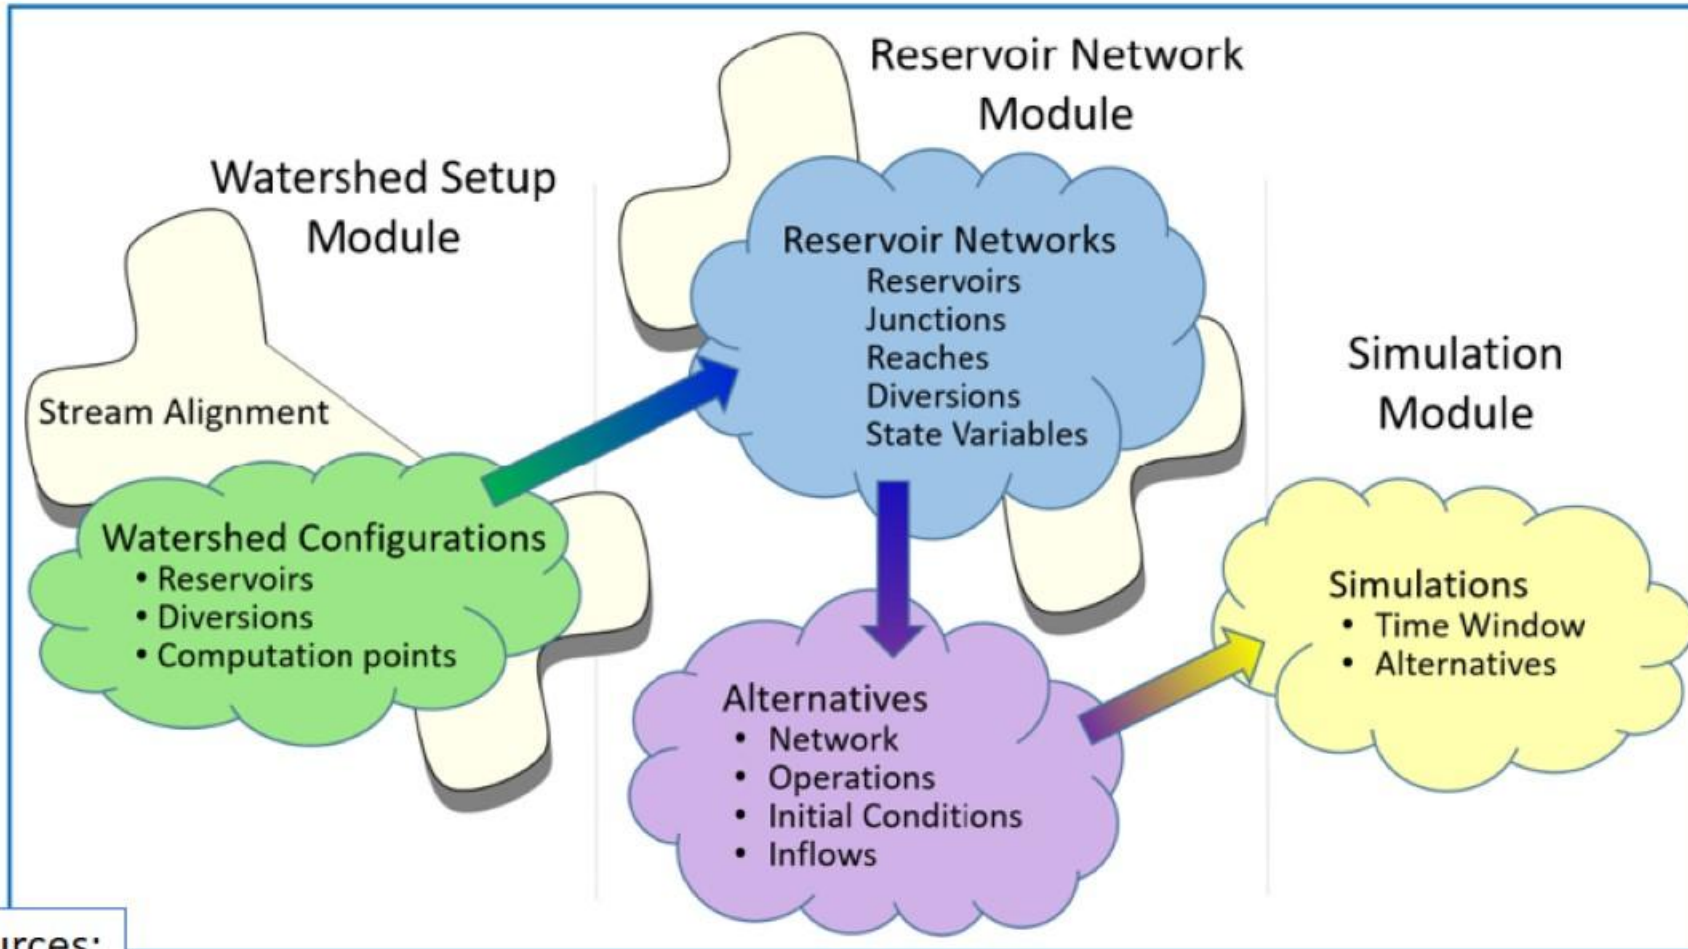 Watershed Setup
Module
Stream Alignment
Watershed Configurations
• Reservoirs
• Diversions
• Computation points
Reservoir Network
Module
Reservoir Networks
Reservoirs
Junctions
Reaches
Diversions
State Variables
Alternatives
• Network
• Operations
• Initial Conditions
• Inflows
Simulation
Module
Simulations
• Time Window
• Alternatives